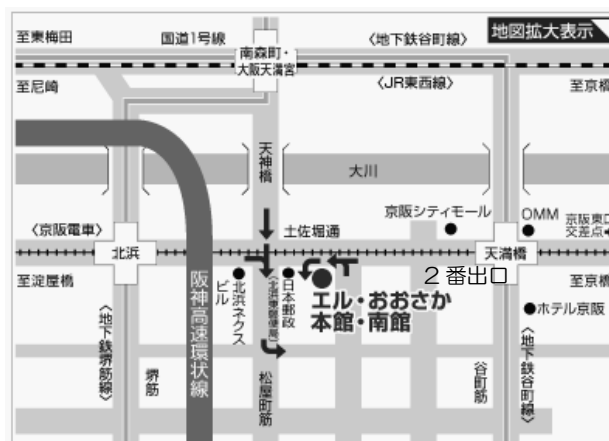 地図拡大表示
至東梅田
国道1号線
〈地下鉄谷町線〉
南森町・
大阪天満宮
至尼崎
〈JR東西線〉
至京橋
天神橋
大川
京阪シティモール
OMM
京阪東口
交差点
〈京阪電車〉
北浜
土佐堀通
天満橋
至淀屋橋
2番出口
至京橋
阪神高速環状線
北浜ネクス
ビル
〈北浜東郵便局〉
日本郵政
エル・おおさか
本館・南館
ホテル京阪
〈地下鉄堺筋線〉
堺筋
松屋町筋
谷町筋
〈地下鉄谷町線〉